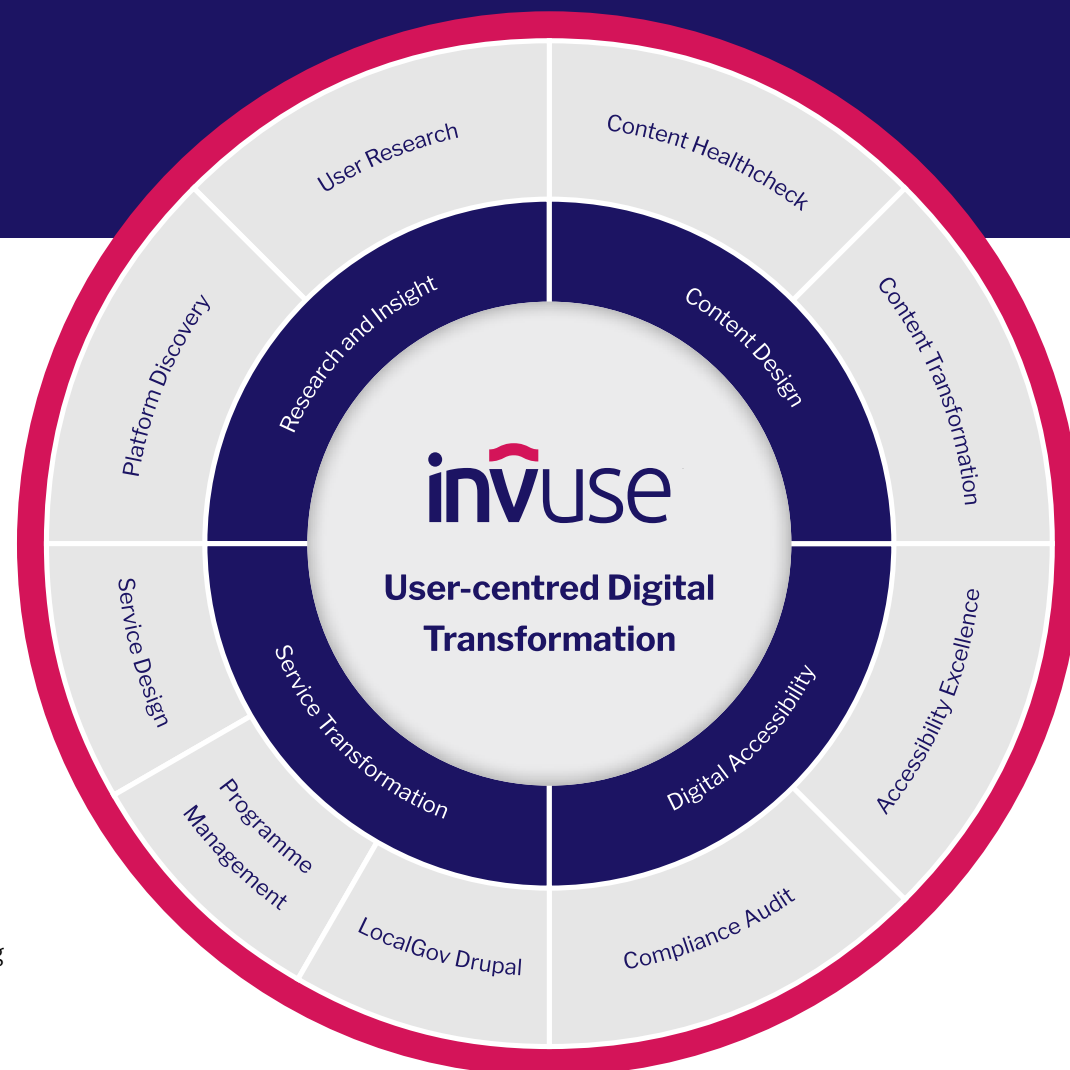 User Research
Content Healthcheck
Platform Discovery
Research and Insight
Content Design
Content Transformation
invuse
User-centred Digital
Transformation
Service Design
Service Transformation
Digital Accessibility
Accessibility Excellence
Programme
Management
LocalGov Drupal
Compliance Audit
g